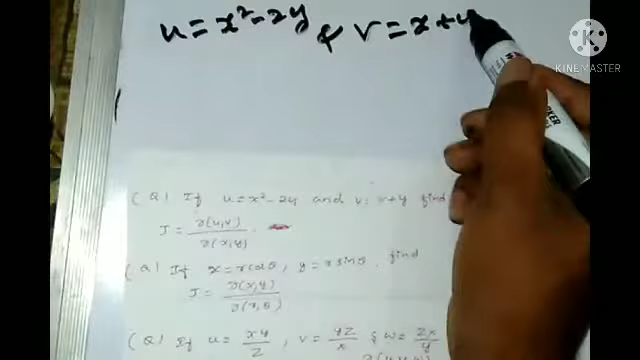 u = x² - 2y & v = x + y
KINEMASTER
(Q) If u = x² - 2y and v = x + y find
J = ∂(u,v) / ∂(x,y).
(Q) If x = r cos θ, y = r sin θ. find
J = ∂(x,y) / ∂(r,θ)
(Q) If u = xy/z, v = yz/x & w = zx/y